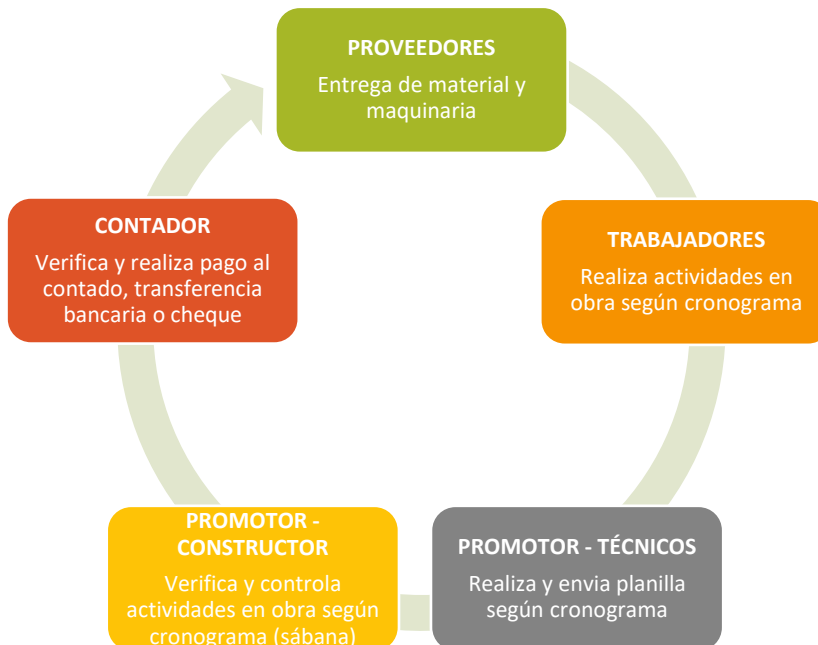 PROVEEDORES
Entrega de material y
maquinaria
TRABAJADORES
Realiza actividades en
obra según cronograma
PROMOTOR - TÉCNICOS
Realiza y envia planilla
según cronograma
PROMOTOR -
CONSTRUCTOR
Verifica y controla
actividades en obra según
cronograma (sábana)
CONTADOR
Verifica y realiza pago al
contado, transferencia
bancaria o cheque